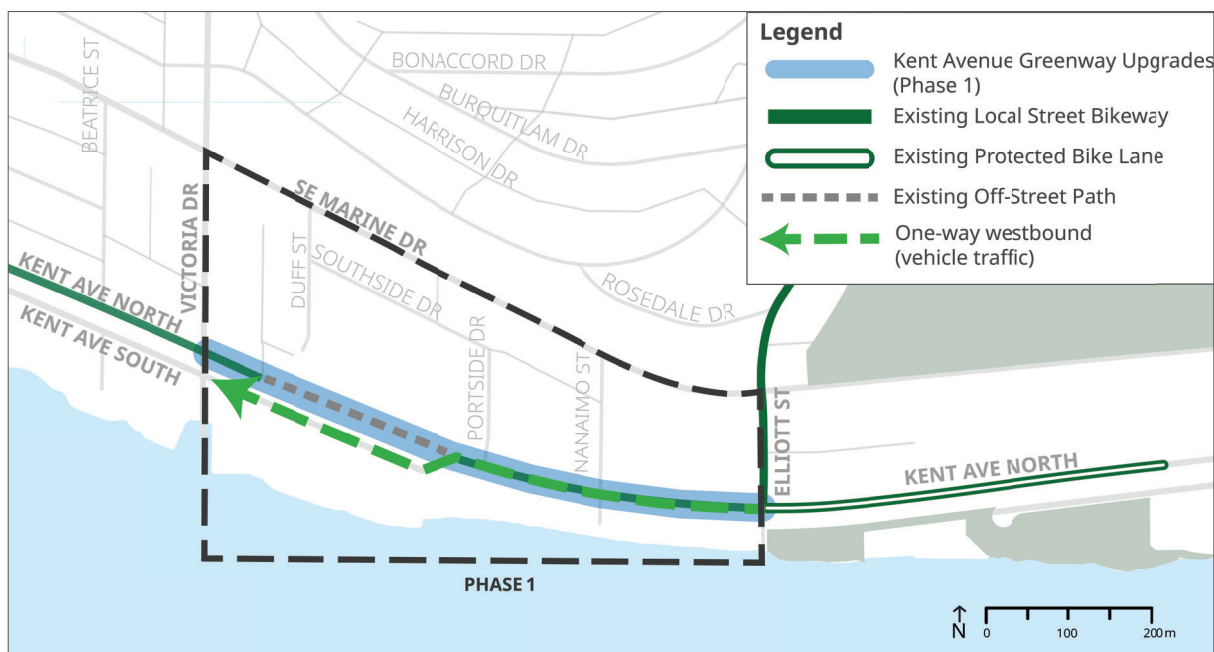 Legend
Kent Avenue Greenway Upgrades
(Phase 1)
Existing Local Street Bikeway
Existing Protected Bike Lane
Existing Off-Street Path
One-way westbound
(vehicle traffic)
BEATRICE ST
BONACCORD DR
BURQUITLAM DR
HARRISON DR
VICTORIA DR
SE MARINE DR
DUFF ST
SOUTHSIDE DR
ROSEDALE DR
KENT AVE NORTH
KENT AVE SOUTH
PORTSIDE DR
NANAIMO ST
ELLIOTT ST
KENT AVE NORTH
PHASE 1
N
0 100 200 m